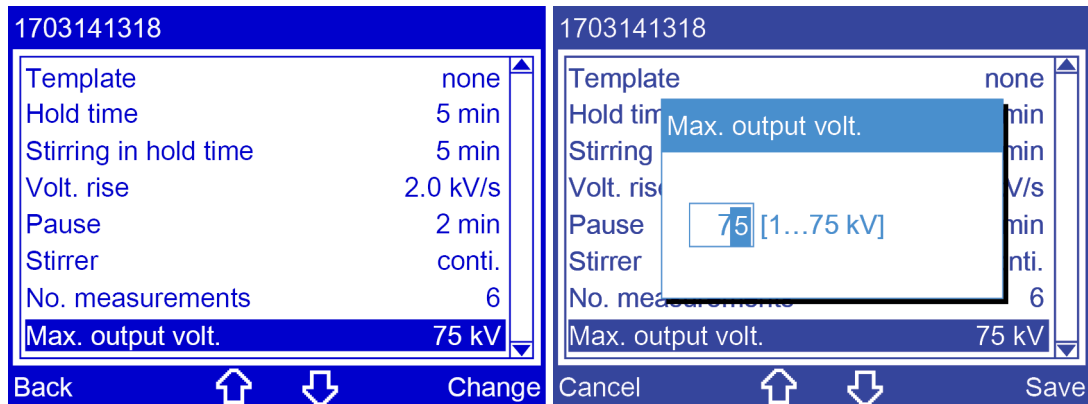 1703141318
Template none
Hold time 5 min
Stirring in hold time 5 min
Volt. rise 2.0 kV/s
Pause 2 min
Stirrer conti.
No. measurements 6
Max. output volt. 75 kV
Back Change
1703141318
Template none
Hold tim min
Max. output volt.
Stirring min
Volt. ris V/s
Pause 75 [1...75 kV] min
Stirrer nti.
No. measurements 6
Max. output volt. 75 kV
Cancel Save